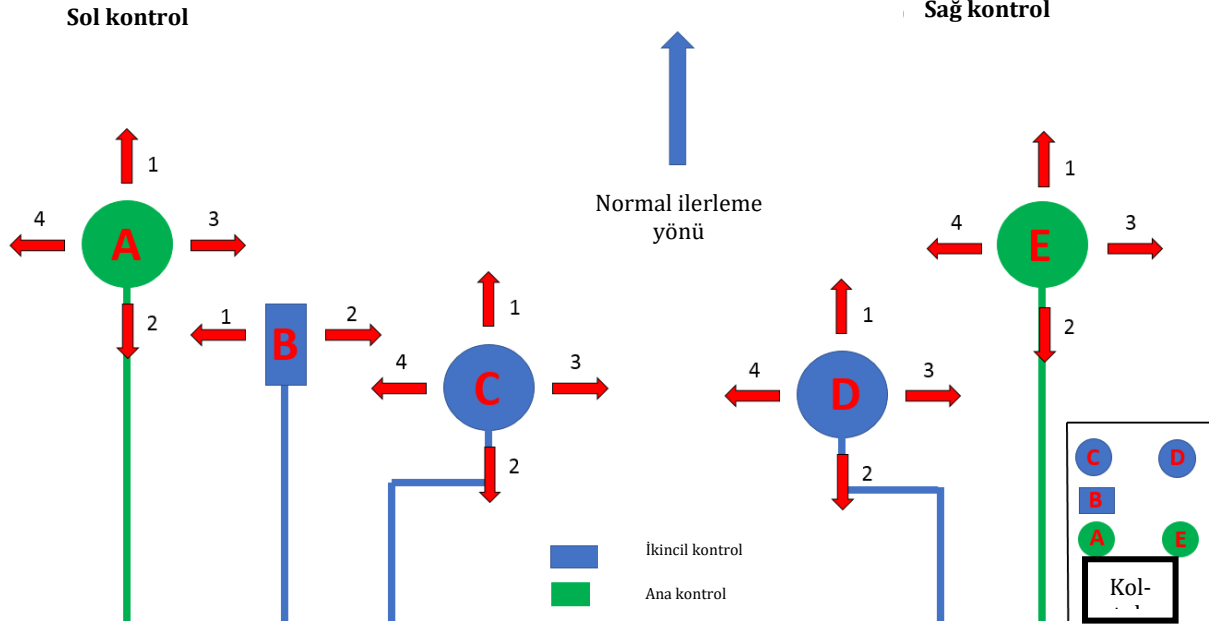 Sol kontrol
Sağ kontrol
Normal ilerleme
yönü
1
4
3
A
2
1
2
B
1
4
3
C
2
1
4
3
D
2
1
4
3
E
2
İkincil kontrol
Ana kontrol
C
D
B
A
E
Kol-